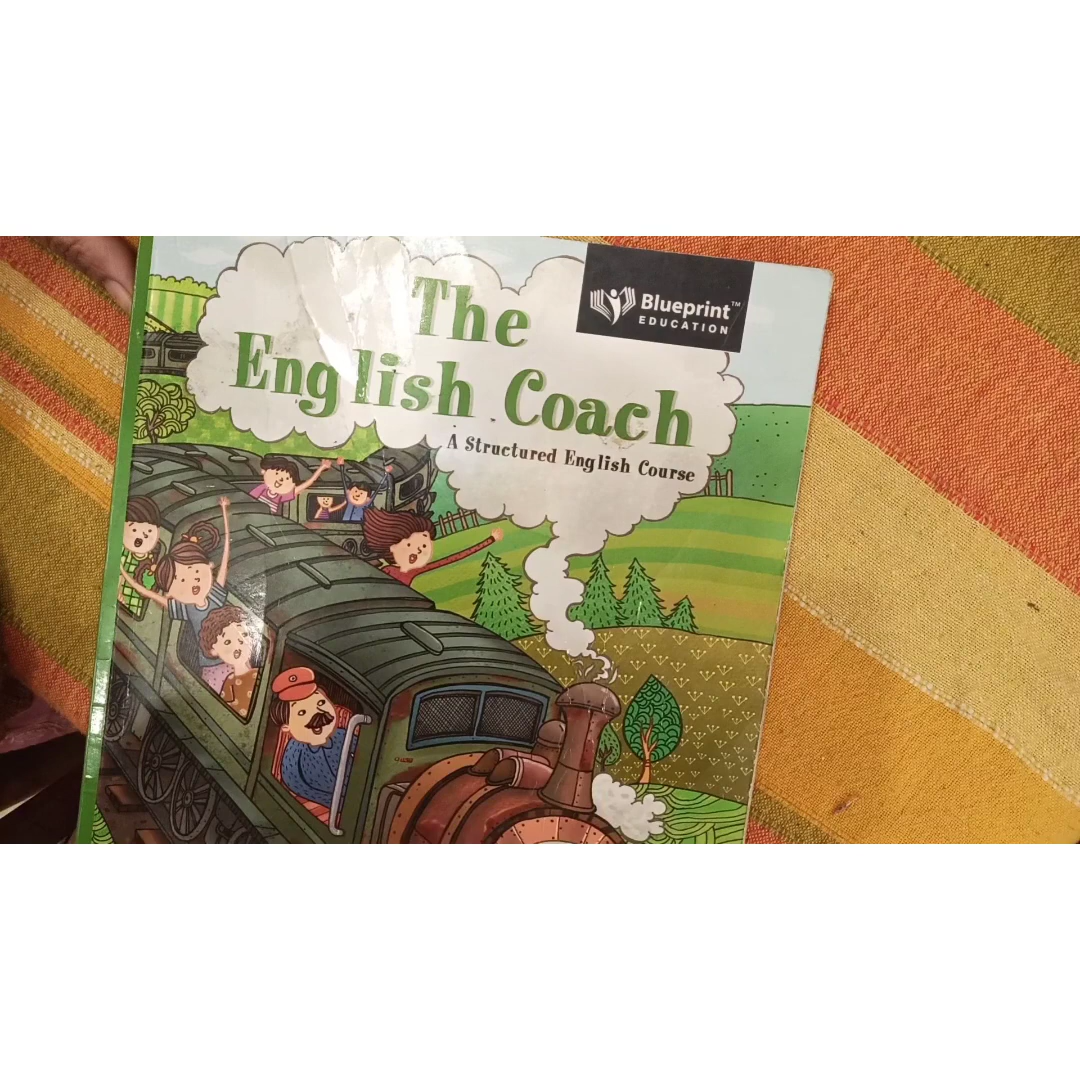 The
English Coach
A Structured English Course
Blueprint™
EDUCATION